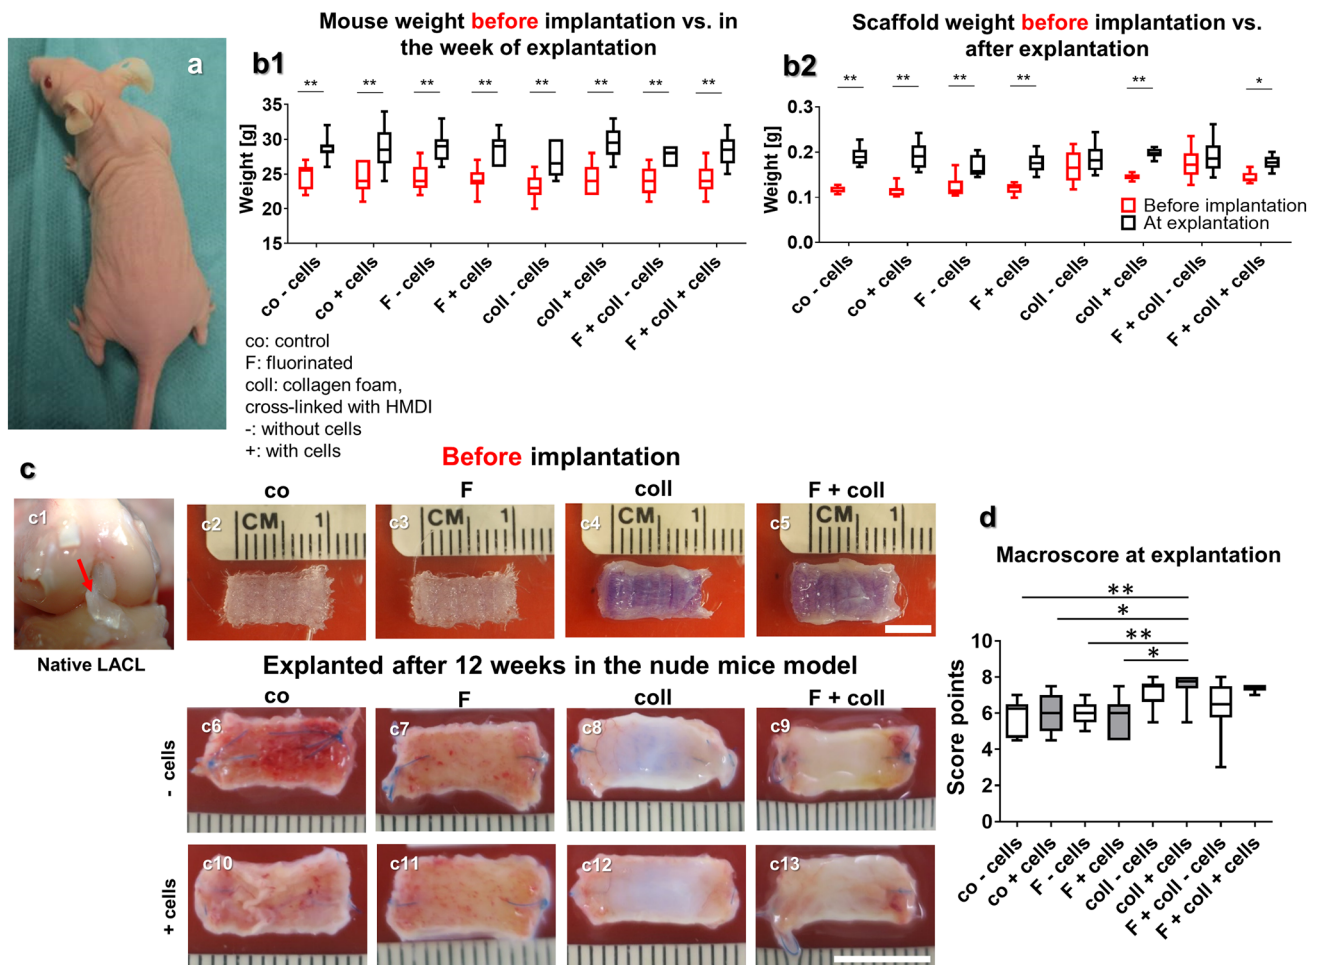 a
b1
Mouse weight before implantation vs. in
the week of explantation
** ** ** ** ** ** ** **
Weight [g]
35
30
25
20
15
co - cells
co + cells
F - cells
F + cells
coll - cells
coll + cells
F + coll - cells
F + coll + cells
b2
Scaffold weight before implantation vs.
after explantation
** ** ** ** ** *
Weight [g]
0.3
0.2
0.1
0.0
Before implantation
At explantation
co - cells
co + cells
F - cells
F + cells
coll - cells
coll + cells
F + coll - cells
F + coll + cells
co: control
F: fluorinated
coll: collagen foam,
cross-linked with HMDI
-: without cells
+: with cells
c
Before implantation
co F coll F + coll
c1
c2
CM 1
c3
CM 1
c4
CM 1
c5
CM 1
Native LACL
Explanted after 12 weeks in the nude mice model
co F coll F + coll
- cells
c6
c7
c8
c9
+ cells
c10
c11
c12
c13
d
Macroscore at explantation
**
*
**
*
Score points
10
8
6
4
2
0
co - cells
co + cells
F - cells
F + cells
coll - cells
coll + cells
F + coll - cells
F + coll + cells